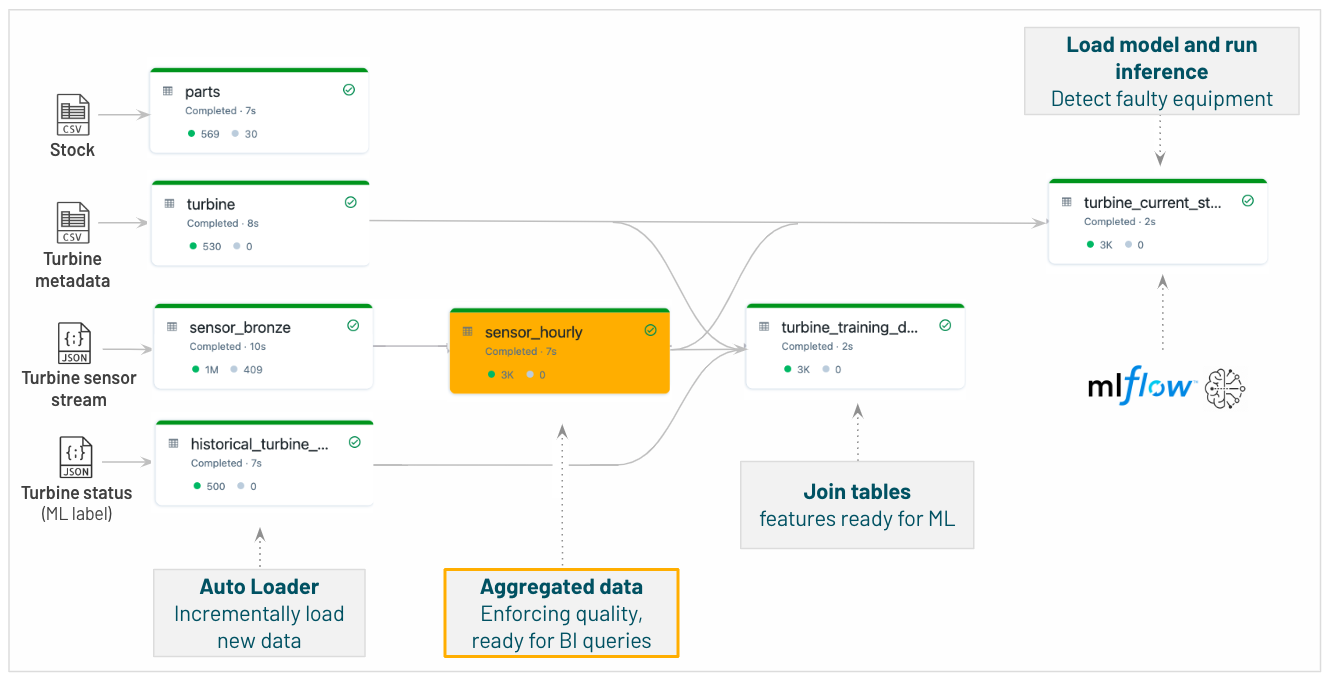 Load model and run
inference
Detect faulty equipment
CSV
Stock
parts
Completed · 7s
569 30
CSV
Turbine
metadata
turbine
Completed · 8s
530 0
turbine_current_st...
Completed · 2s
3K 0
{:}
JSON
Turbine sensor
stream
sensor_bronze
Completed · 10s
1M 409
sensor_hourly
Completed · 7s
3K 0
turbine_training_d...
Completed · 2s
3K 0
mlflow™
{:}
JSON
Turbine status
(ML label)
historical_turbine_...
Completed · 7s
500 0
Auto Loader
Incrementally load
new data
Aggregated data
Enforcing quality,
ready for BI queries
Join tables
features ready for ML